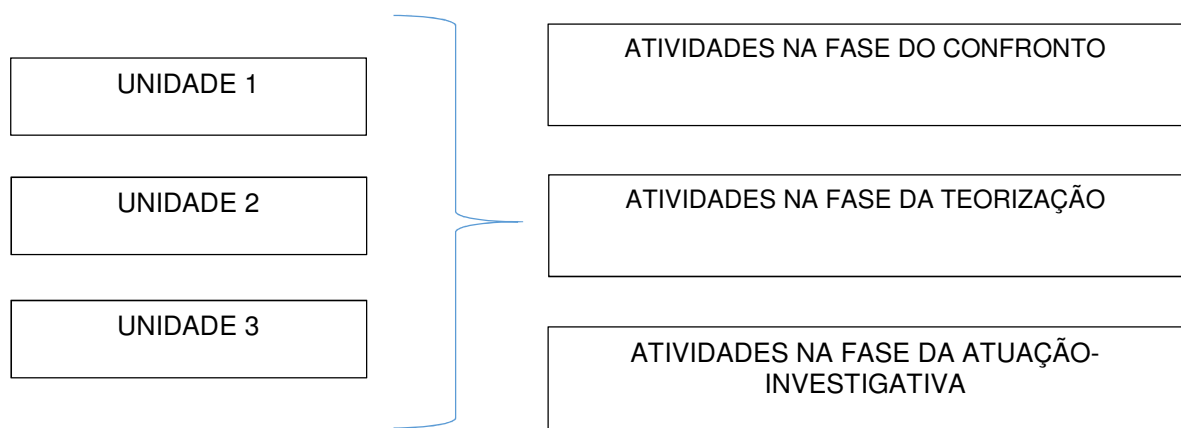 UNIDADE 1
UNIDADE 2
UNIDADE 3
ATIVIDADES NA FASE DO CONFRONTO
ATIVIDADES NA FASE DA TEORIZAÇÃO
ATIVIDADES NA FASE DA ATUAÇÃO-
INVESTIGATIVA